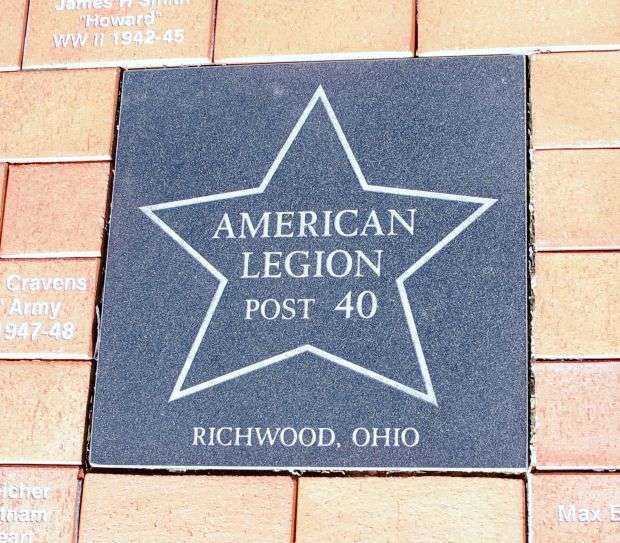 James H Smith
"Howard"
WW II 1942-45
AMERICAN
LEGION
POST 40
RICHWOOD, OHIO
Cravens
Army
1947-48
Max